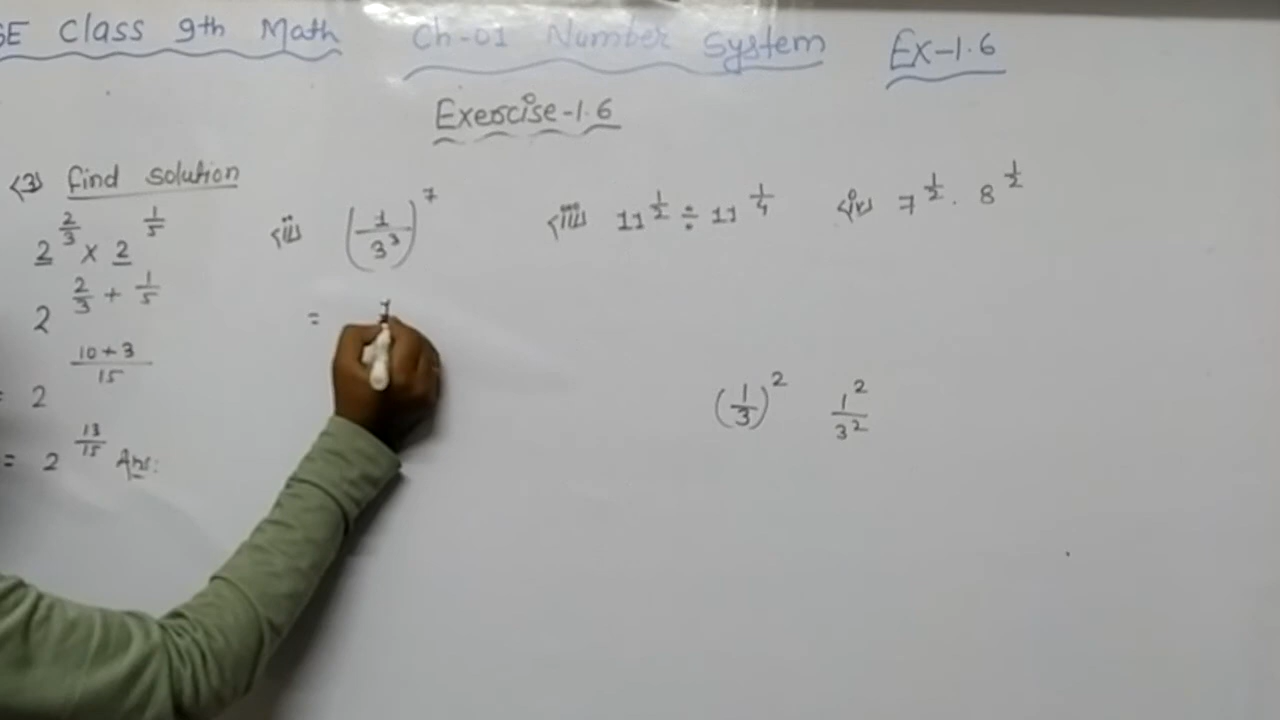 SE Class 9th Math Ch-01 Number System Ex-1.6
Exercise-1.6
(3) find solution
2^(2/3) × 2^(1/5)
2^(2/3 + 1/5)
= 2^((10+3)/15)
= 2^(13/15) Ans:
(ii) (1/3^3)^7
=
(iii) 11^(1/2) ÷ 11^(1/4)
(iv) 7^(1/2) . 8^(1/2)
(1/3)^2 1^2/3^2